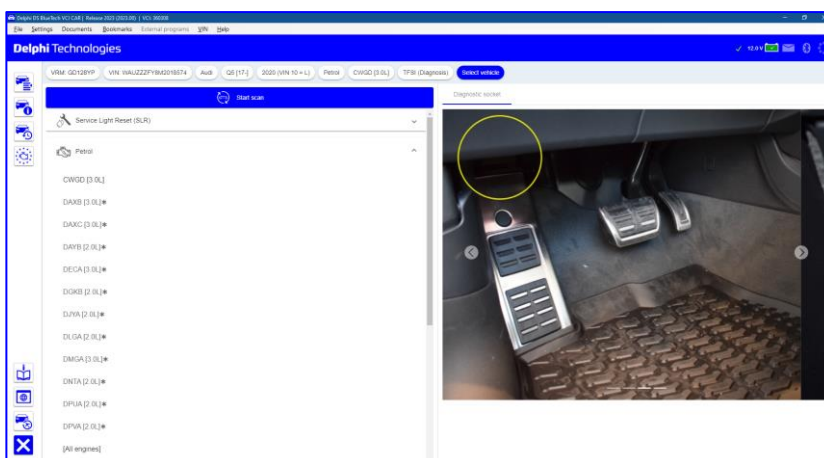 Delphi DS BlueTech VCI CAR | Release 2023 (2023.00) | VCI: 360308
File Settings Documents Bookmarks External programs VIN Help
Delphi Technologies
12.0 V
VRM: GD128YP VIN: WAUZZZFY8M2018574 Audi Q5 [17-] 2020 (VIN 10 = L) Petrol CWGD [3.0L] TFSI (Diagnosis) Select vehicle
Start scan
Diagnostic socket
Service Light Reset (SLR)
Petrol
CWGD [3.0L]
DAXB [3.0L]*
DAXC [3.0L]*
DAYB [2.0L]*
DECA [3.0L]*
DGKB [2.0L]*
DJYA [2.0L]*
DLGA [2.0L]*
DMGA [3.0L]*
DNTA [2.0L]*
DPUA [2.0L]*
DPVA [2.0L]*
[All engines]